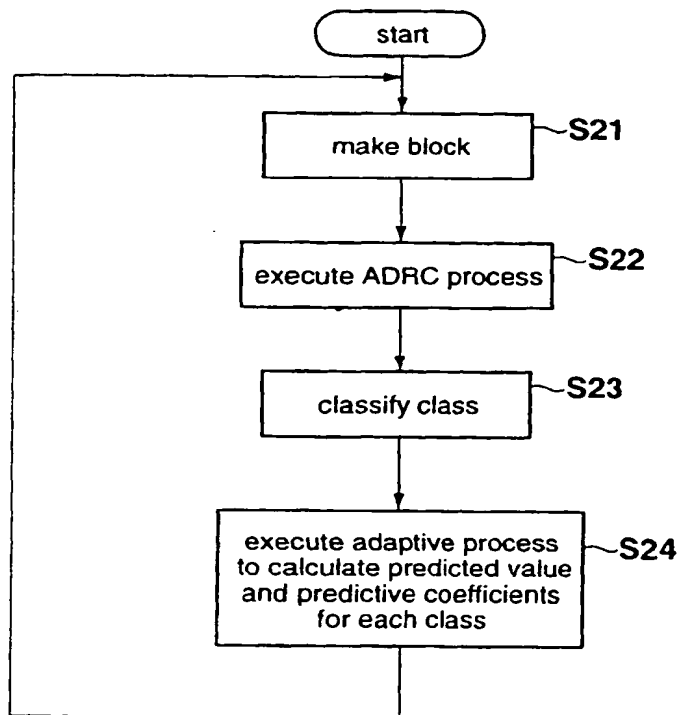 start
make block
S21
execute ADRC process
S22
classify class
S23
execute adaptive process
to calculate predicted value
and predictive coefficients
for each class
S24